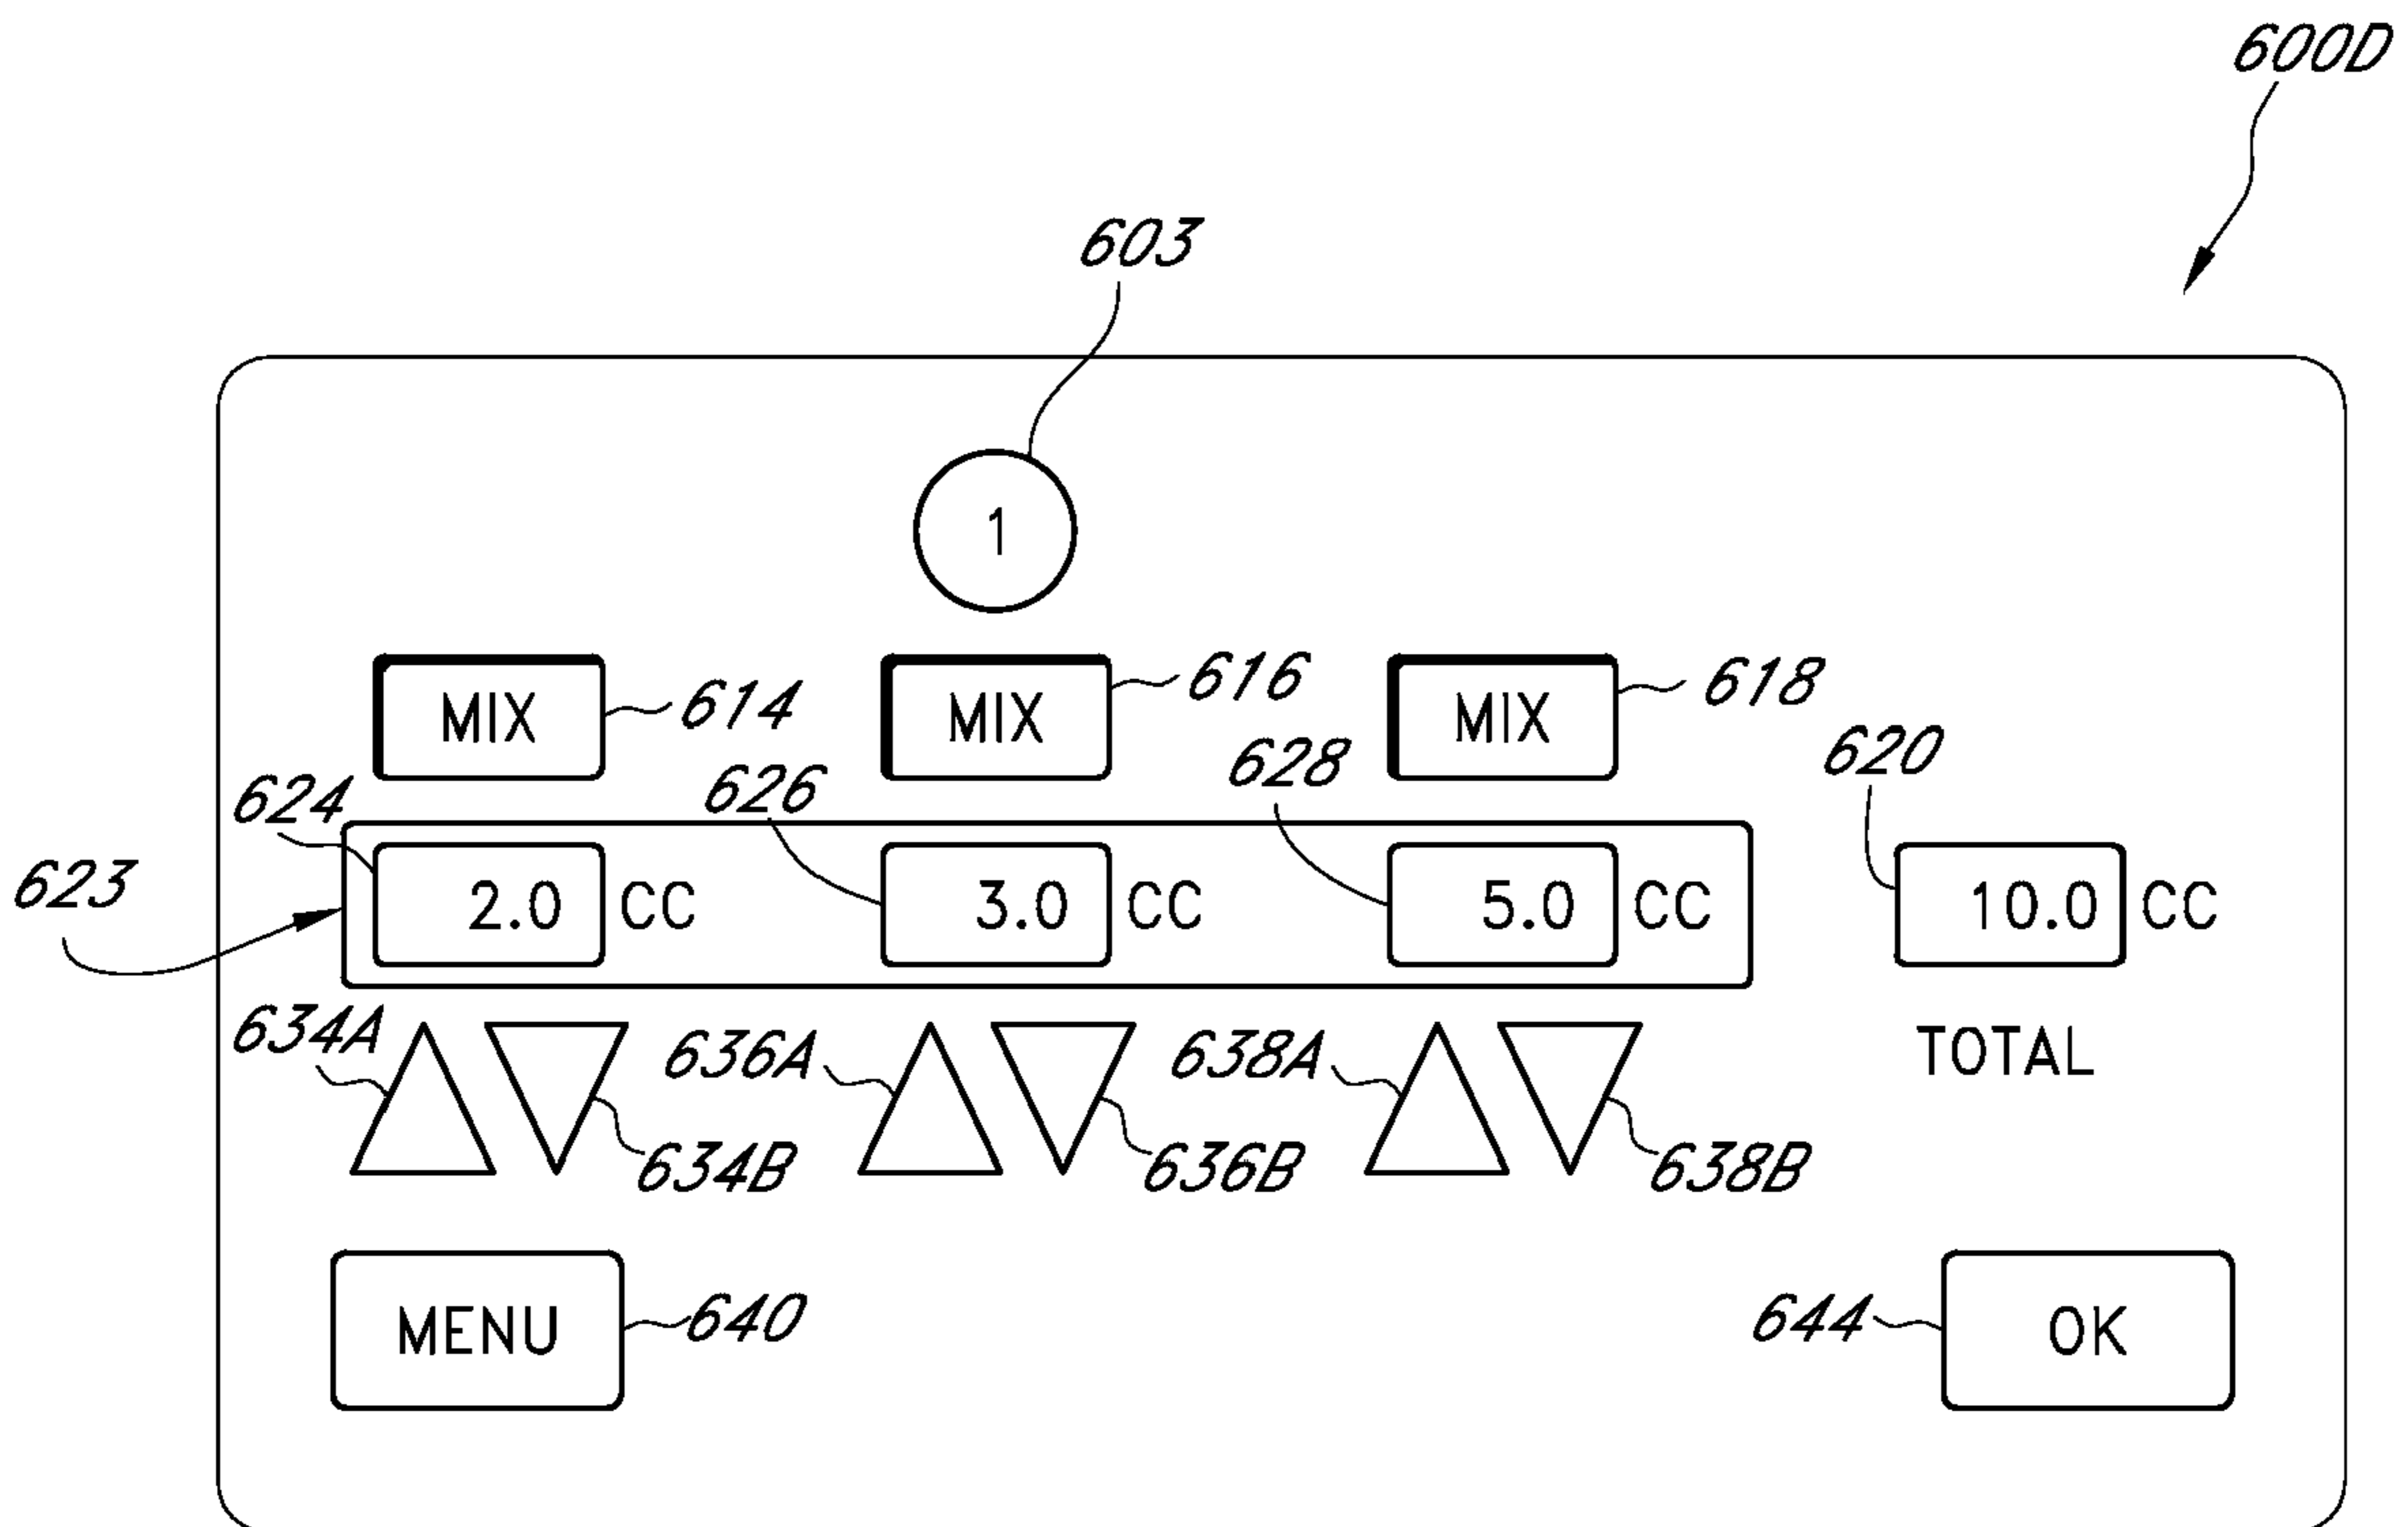 600D
603
1
MIX 614 MIX 616 MIX 618
624 626 628 620
623 2.0 CC 3.0 CC 5.0 CC 10.0 CC
634A 636A 638A TOTAL
634B 636B 638B
MENU 640 644 OK